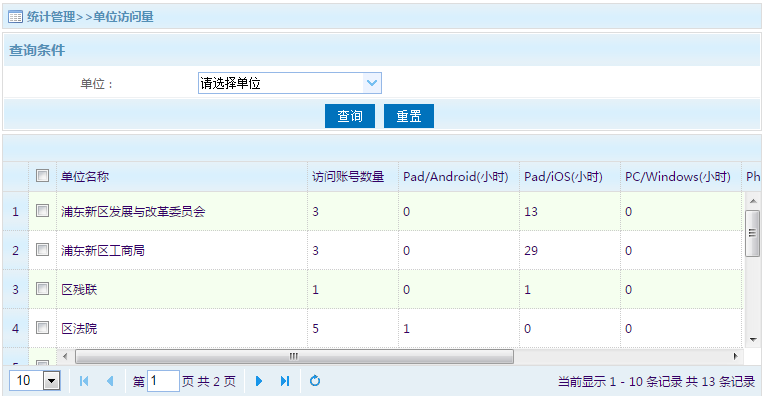 统计管理>>单位访问量
查询条件
单位： 请选择单位
查询 重置
单位名称 访问账号数量 Pad/Android(小时) Pad/iOS(小时) PC/Windows(小时) Ph
1 浦东新区发展与改革委员会 3 0 13 0
2 浦东新区工商局 3 0 29 0
3 区残联 1 0 1 0
4 区法院 5 1 0 0
10 第 1 页 共 2 页 当前显示 1 - 10 条记录 共 13 条记录